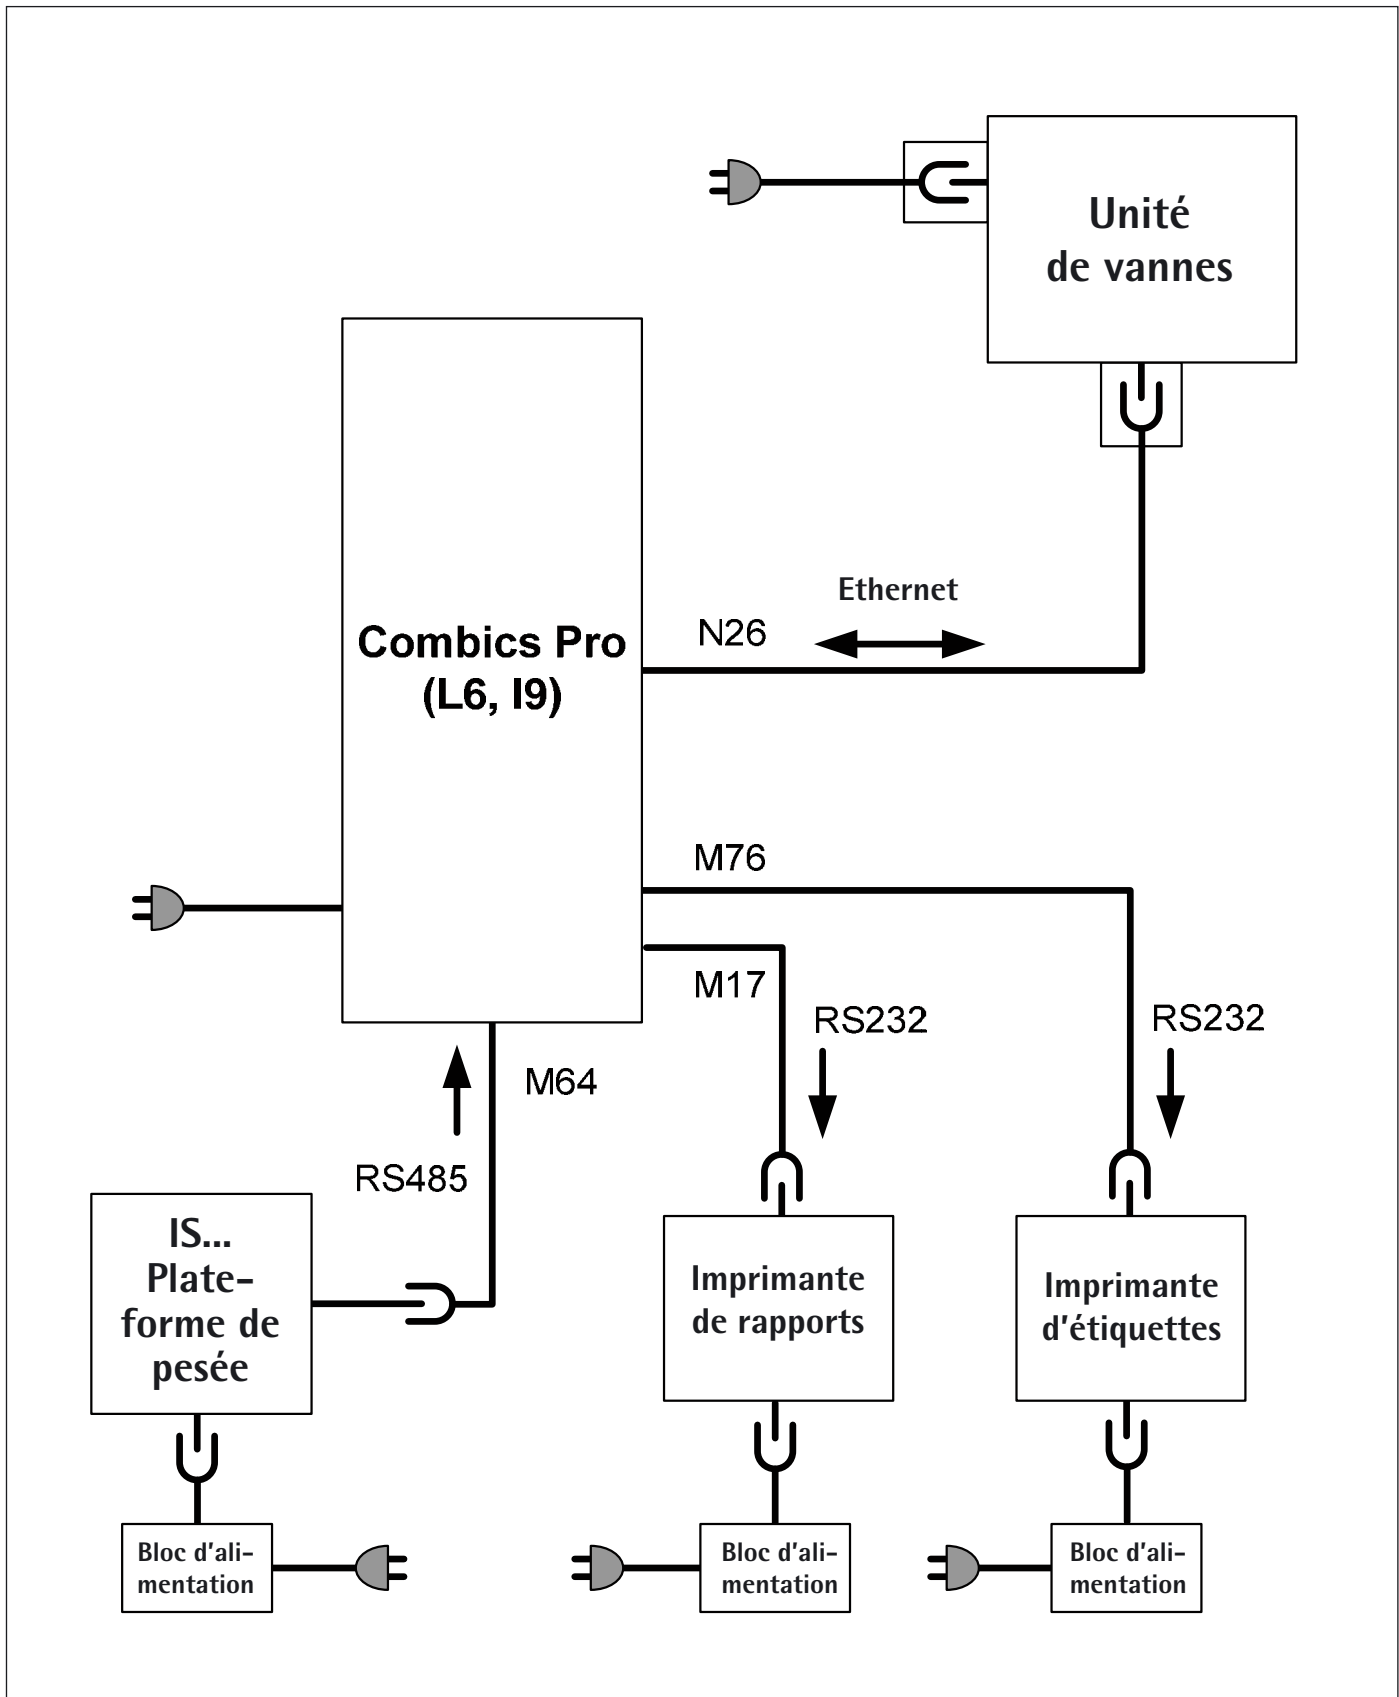 Unité
de vannes
Ethernet
N26
Combics Pro
(L6, I9)
M76
M17
RS232
RS232
M64
RS485
IS...
Plate-
forme de
pesée
Imprimante
de rapports
Imprimante
d'étiquettes
Bloc d'ali-
mentation
Bloc d'ali-
mentation
Bloc d'ali-
mentation